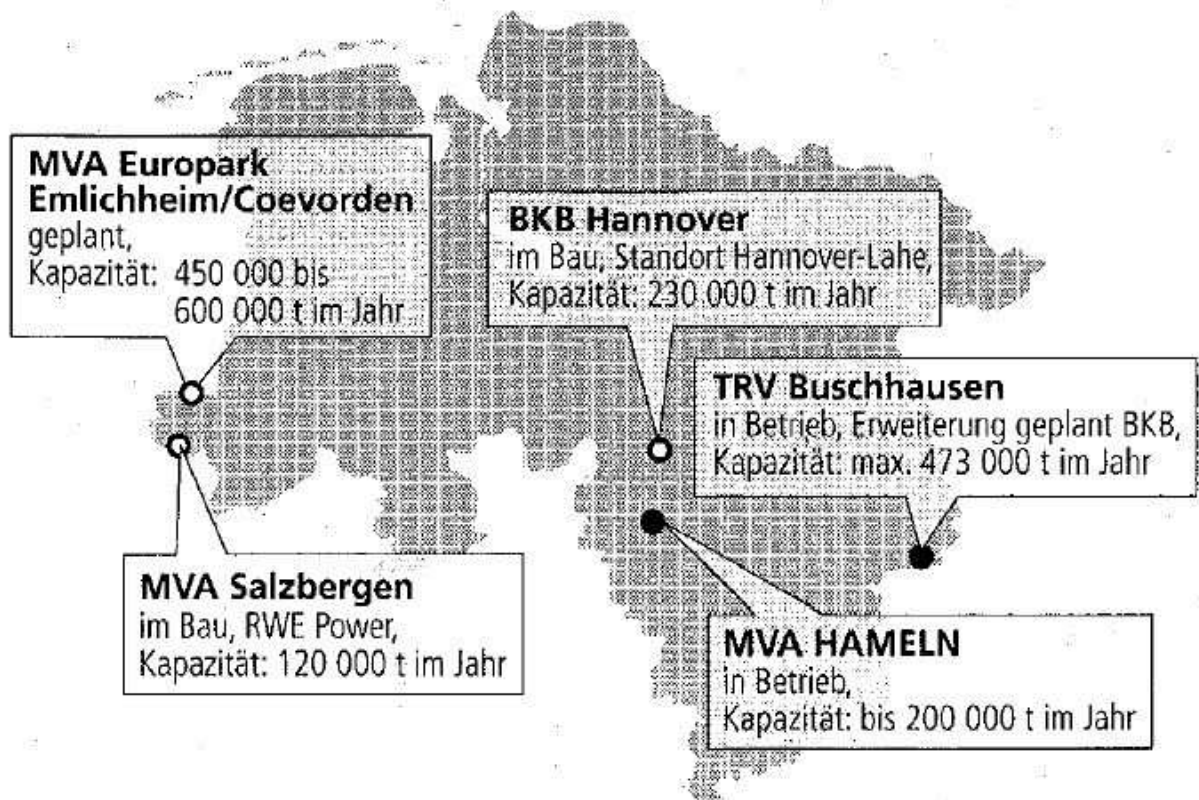 MVA Europark
Emlichheim/Coevorden
geplant,
Kapazität: 450 000 bis
600 000 t im Jahr
BKB Hannover
im Bau, Standort Hannover-Lahe,
Kapazität: 230 000 t im Jahr
TRV Buschhausen
in Betrieb, Erweiterung geplant BKB,
Kapazität: max. 473 000 t im Jahr
MVA Salzbergen
im Bau, RWE Power,
Kapazität: 120 000 t im Jahr
MVA HAMELN
in Betrieb,
Kapazität: bis 200 000 t im Jahr